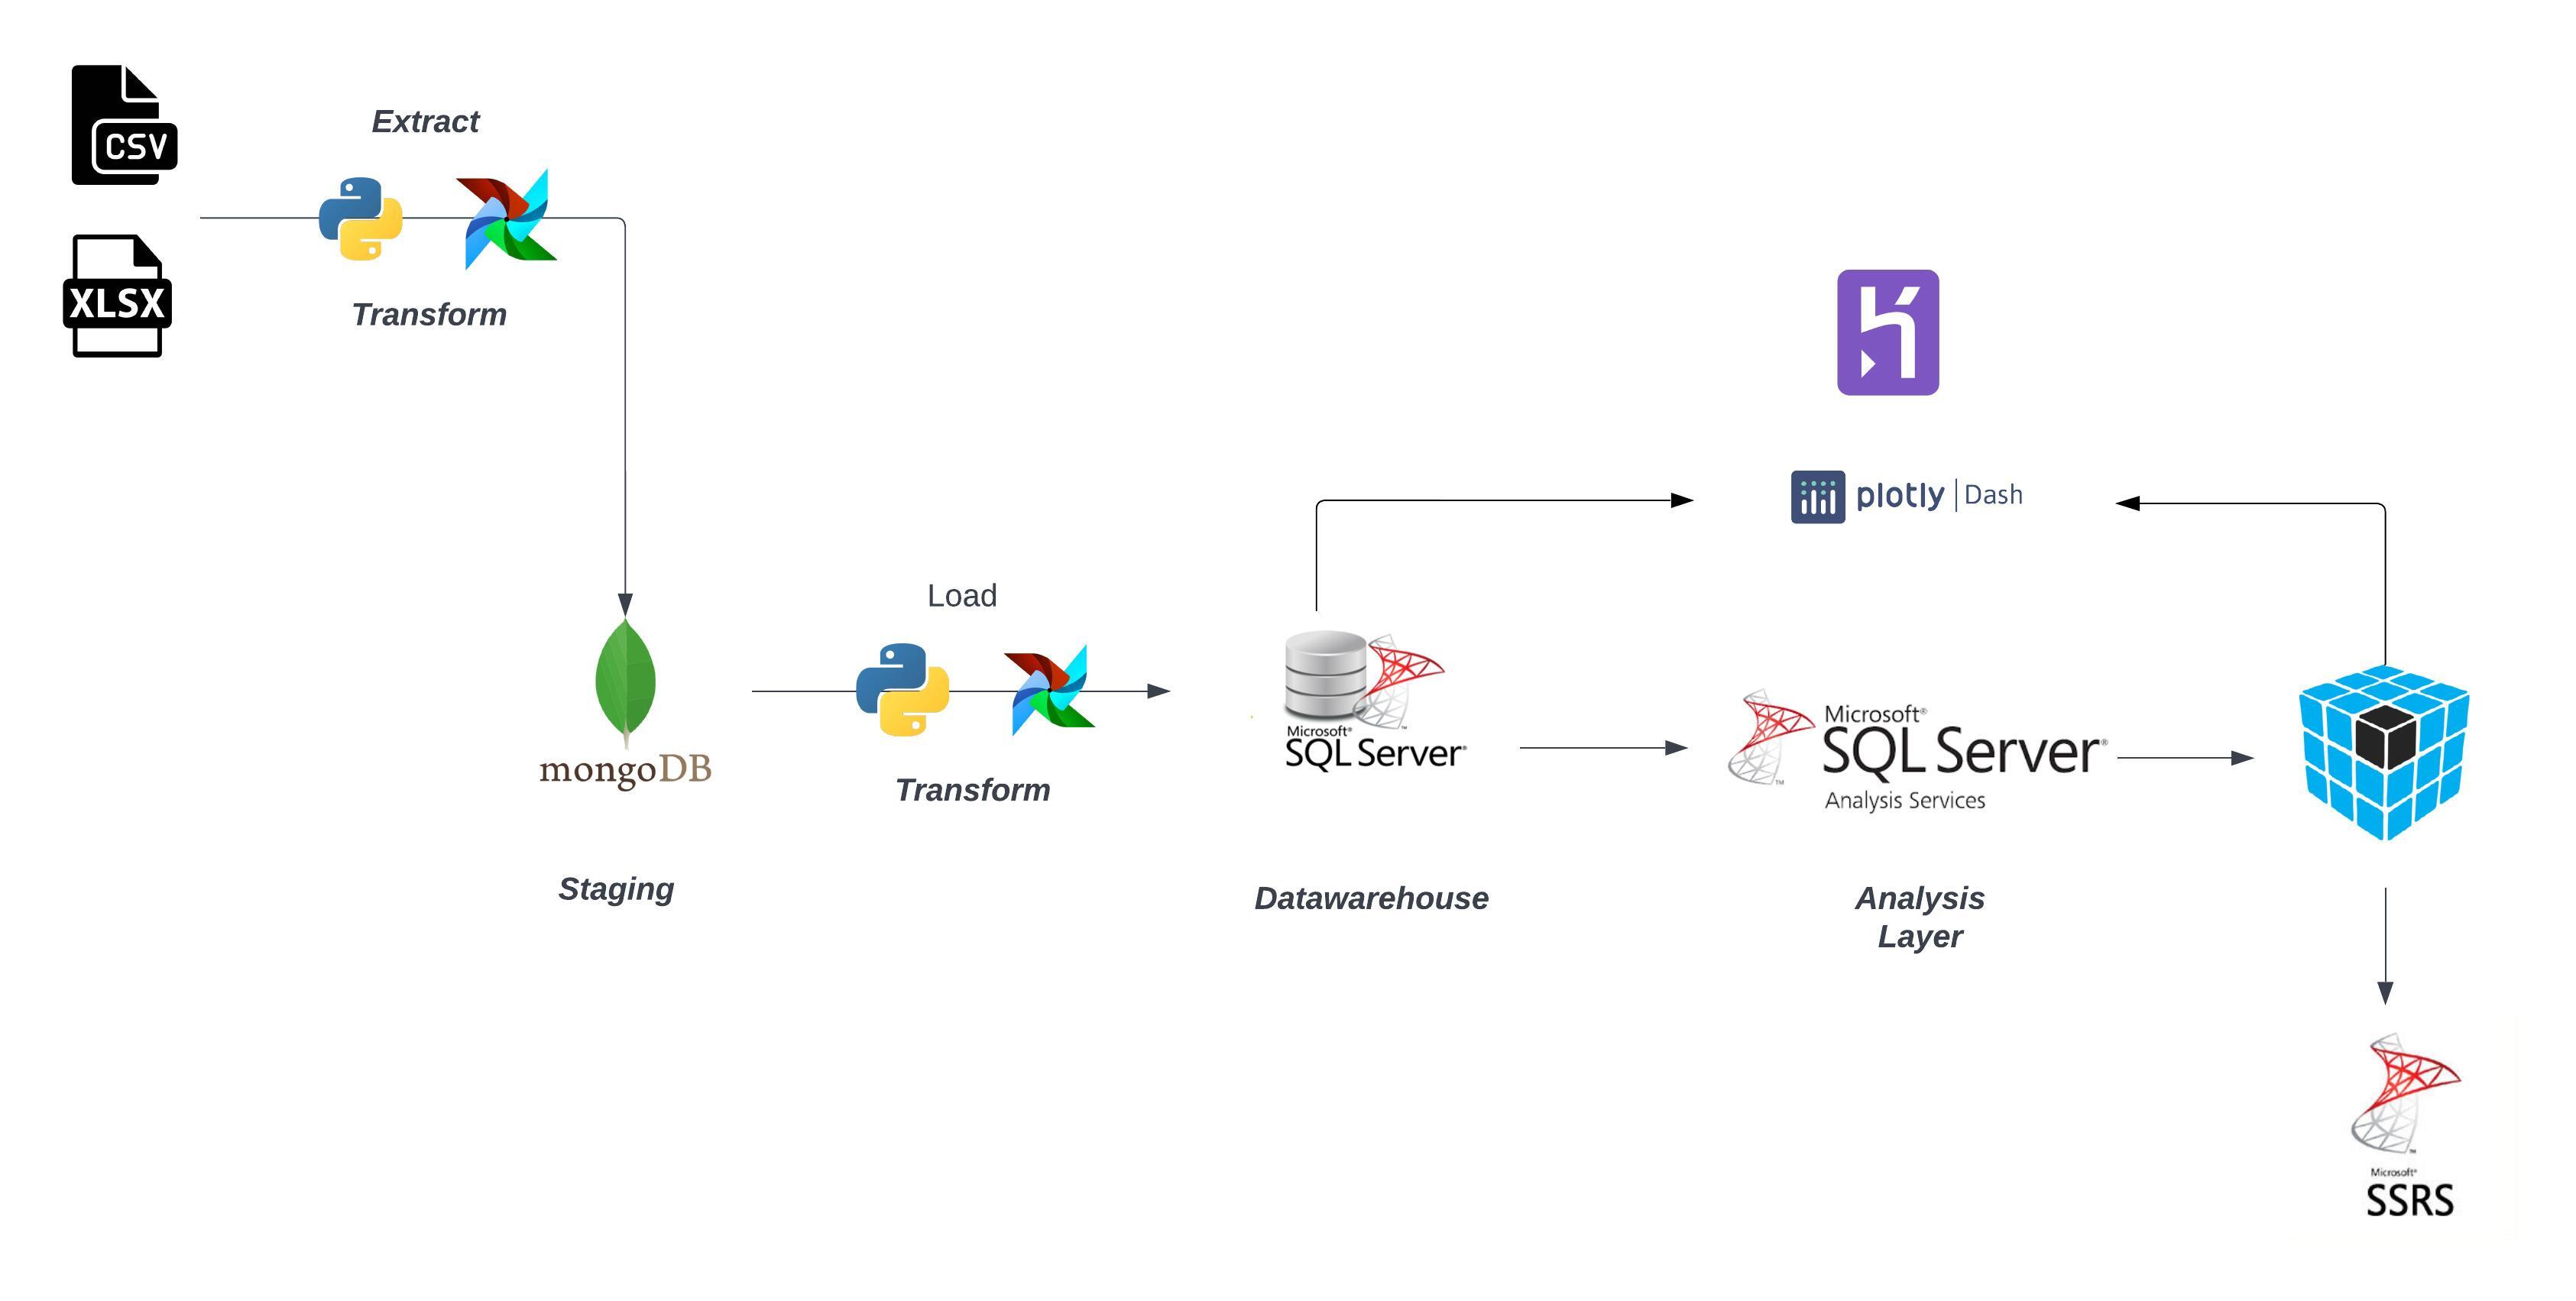 CSV
XLSX
Extract
Transform
mongoDB
Staging
Load
Transform
Microsoft®
SQL Server®
Datawarehouse
plotly | Dash
Microsoft®
SQL Server®
Analysis Services
Analysis
Layer
Microsoft®
SSRS